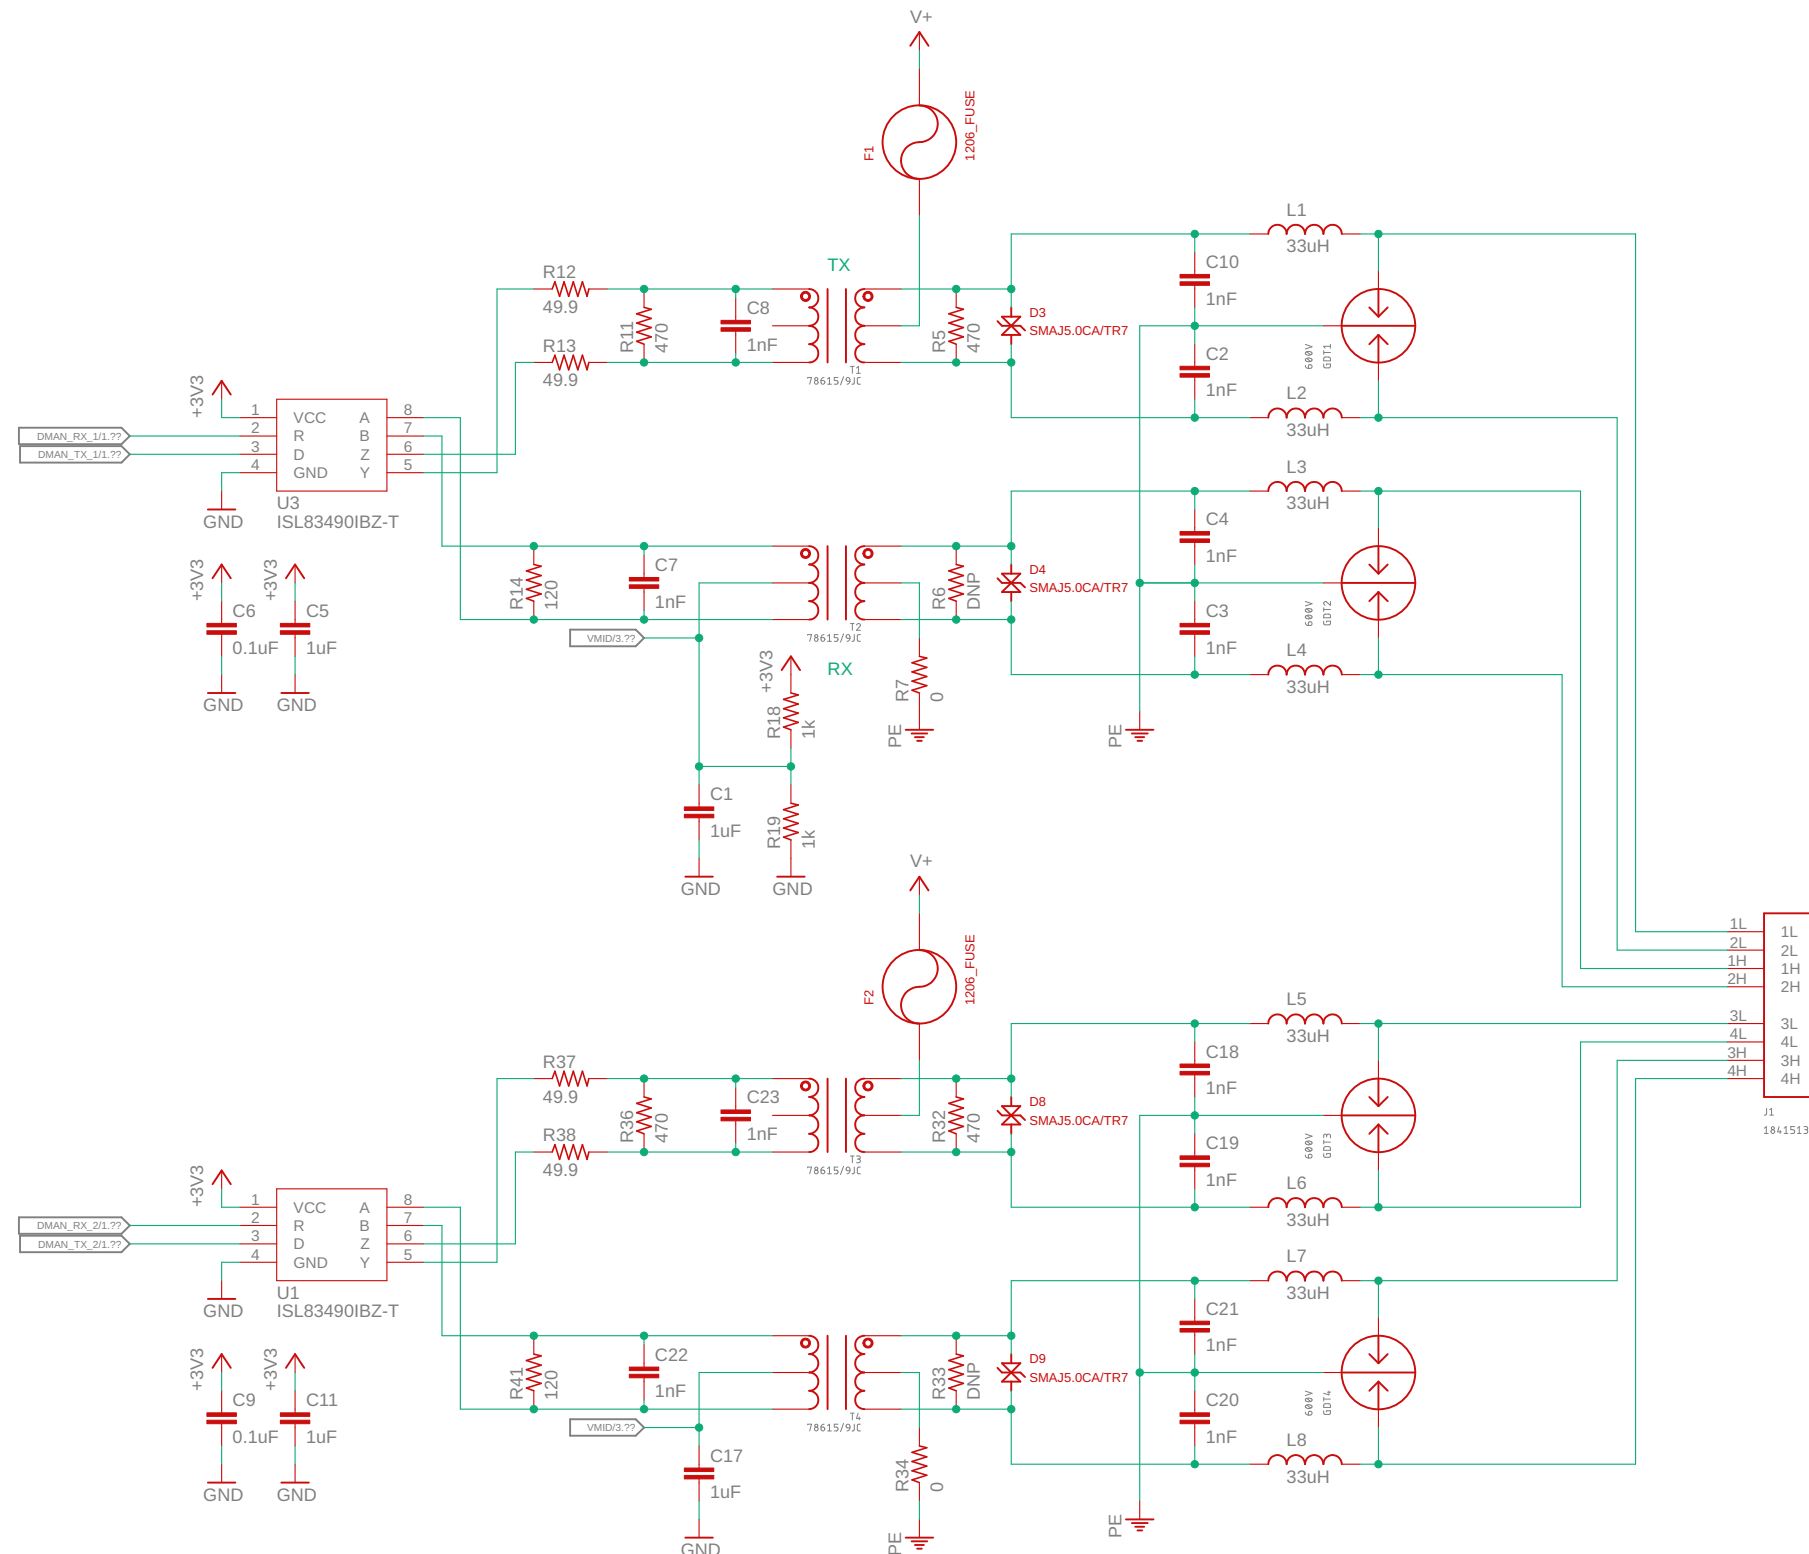 V+
F1
1206_FUSE
L1
33uH
R12
49.9
TX
C10
1nF
R11
470
C8
1nF
R5
470
D3
SMAJ5.0CA/TR7
600V
GDT1
R13
49.9
T1
78615/9JC
C2
1nF
L2
33uH
+3V3
DMAN_RX_1/1.??
DMAN_TX_1/1.??
1 VCC A 8
2 R B 7
3 D Z 6
4 GND Y 5
U3
ISL83490IBZ-T
GND
L3
33uH
C4
1nF
+3V3
+3V3
C6
0.1uF
C5
1uF
GND
GND
R14
120
C7
1nF
VMID/3.??
T2
78615/9JC
RX
R6
DNP
D4
SMAJ5.0CA/TR7
600V
GDT2
C3
1nF
L4
33uH
+3V3
R18
1k
R7
0
PE
PE
C1
1uF
R19
1k
GND
GND
V+
F2
1206_FUSE
1L 1L
2L 2L
1H 1H
2H 2H
3L 3L
4L 4L
3H 3H
4H 4H
J1
1841513
L5
33uH
R37
49.9
C18
1nF
R36
470
C23
1nF
R32
470
D8
SMAJ5.0CA/TR7
600V
GDT3
R38
49.9
T3
78615/9JC
C19
1nF
L6
33uH
+3V3
DMAN_RX_2/1.??
DMAN_TX_2/1.??
1 VCC A 8
2 R B 7
3 D Z 6
4 GND Y 5
U1
ISL83490IBZ-T
GND
L7
33uH
C21
1nF
+3V3
+3V3
C9
0.1uF
C11
1uF
GND
GND
R41
120
C22
1nF
VMID/3.??
T4
78615/9JC
R33
DNP
D9
SMAJ5.0CA/TR7
600V
GDT4
C20
1nF
L8
33uH
C17
1uF
R34
0
GND
PE
PE